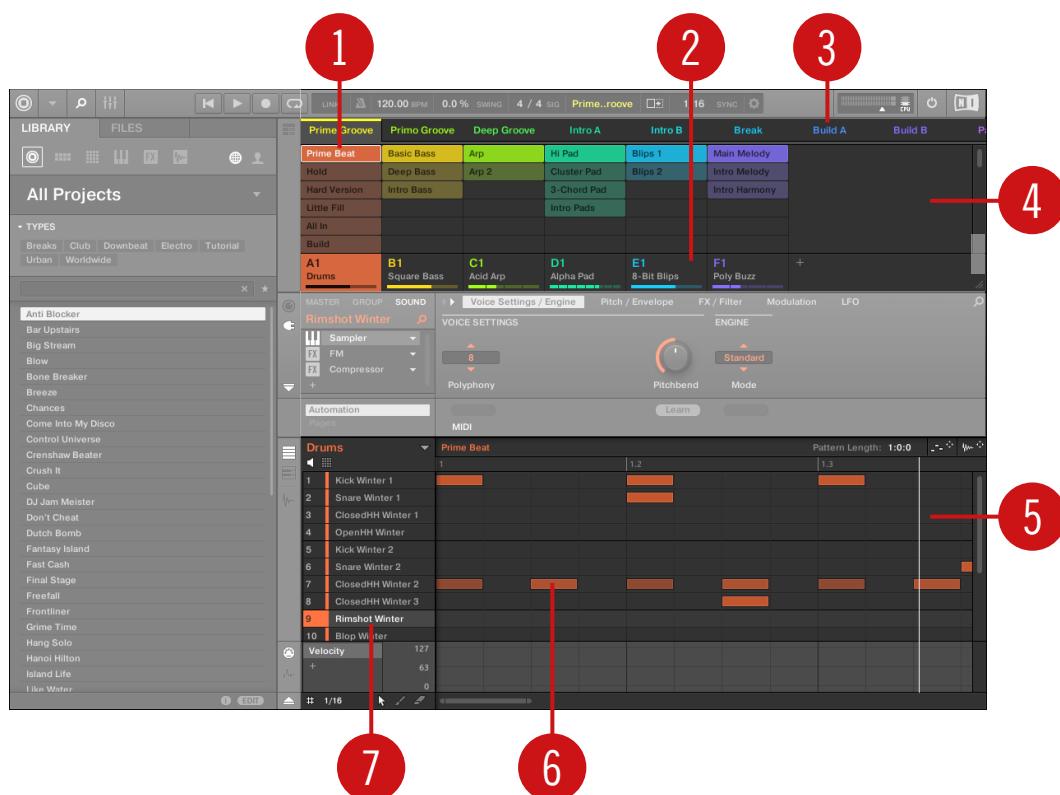 1
2
3
LINK 120.00 BPM 0.0 % SWING 4 / 4 SIG Prime..roove 1/16 SYNC CPU NI
LIBRARY FILES
Prime Groove Primo Groove Deep Groove Intro A Intro B Break Build A Build B
Prime Beat Basic Bass Arp Hi Pad Blips 1 Main Melody
Hold Deep Bass Arp 2 Cluster Pad Blips 2 Intro Melody
Hard Version Intro Bass 3-Chord Pad Intro Harmony
Little Fill Intro Pads
All In
Build
4
A1 B1 C1 D1 E1 F1 +
Drums Square Bass Acid Arp Alpha Pad 8-Bit Blips Poly Buzz
FX
All Projects
TYPES
Breaks Club Downbeat Electro Tutorial
Urban Worldwide
Anti Blocker
Bar Upstairs
Big Stream
Blow
Bone Breaker
Breeze
Chances
Come Into My Disco
Control Universe
Crenshaw Beater
Crush It
Cube
DJ Jam Meister
Don't Cheat
Dutch Bomb
Fantasy Island
Fast Cash
Final Stage
Freefall
Frontliner
Grime Time
Hang Solo
Hanoi Hilton
Island Life
Like Water
EDIT
MASTER GROUP SOUND
Rimshot Winter
Sampler
FX FM
FX Compressor
+
Voice Settings / Engine Pitch / Envelope FX / Filter Modulation LFO
VOICE SETTINGS ENGINE
8 Standard
Polyphony Pitchbend Mode
Automation
Pages
Learn
MIDI
Drums Prime Beat Pattern Length: 1:0:0
1 1.2 1.3
1 Kick Winter 1
2 Snare Winter 1
3 ClosedHH Winter 1
4 OpenHH Winter
5 Kick Winter 2
6 Snare Winter 2
7 ClosedHH Winter 2
8 ClosedHH Winter 3
9 Rimshot Winter
10 Blop Winter
5
Velocity 127
+ 63
0
1/16
7
6